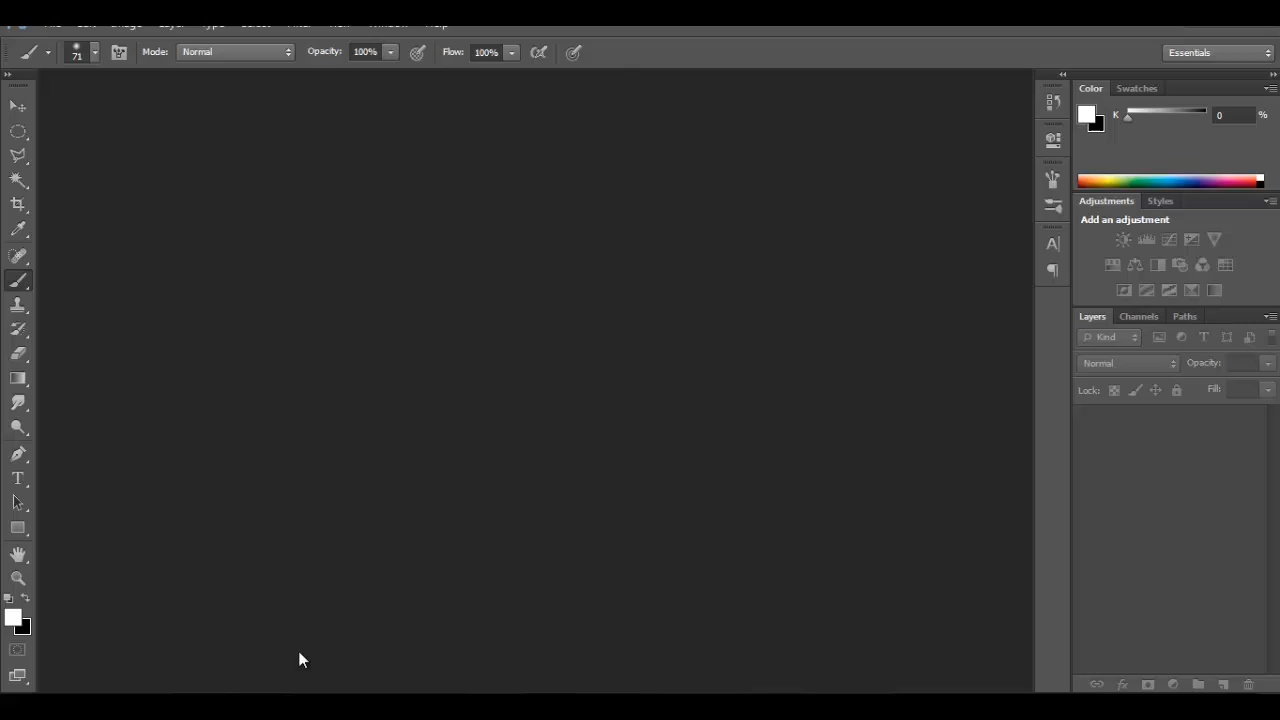 71 Mode: Normal Opacity: 100% Flow: 100% Essentials
Color Swatches
K 0 %
Adjustments Styles
Add an adjustment
Layers Channels Paths
Kind T
Normal Opacity:
Lock: Fill:
fx
A
T